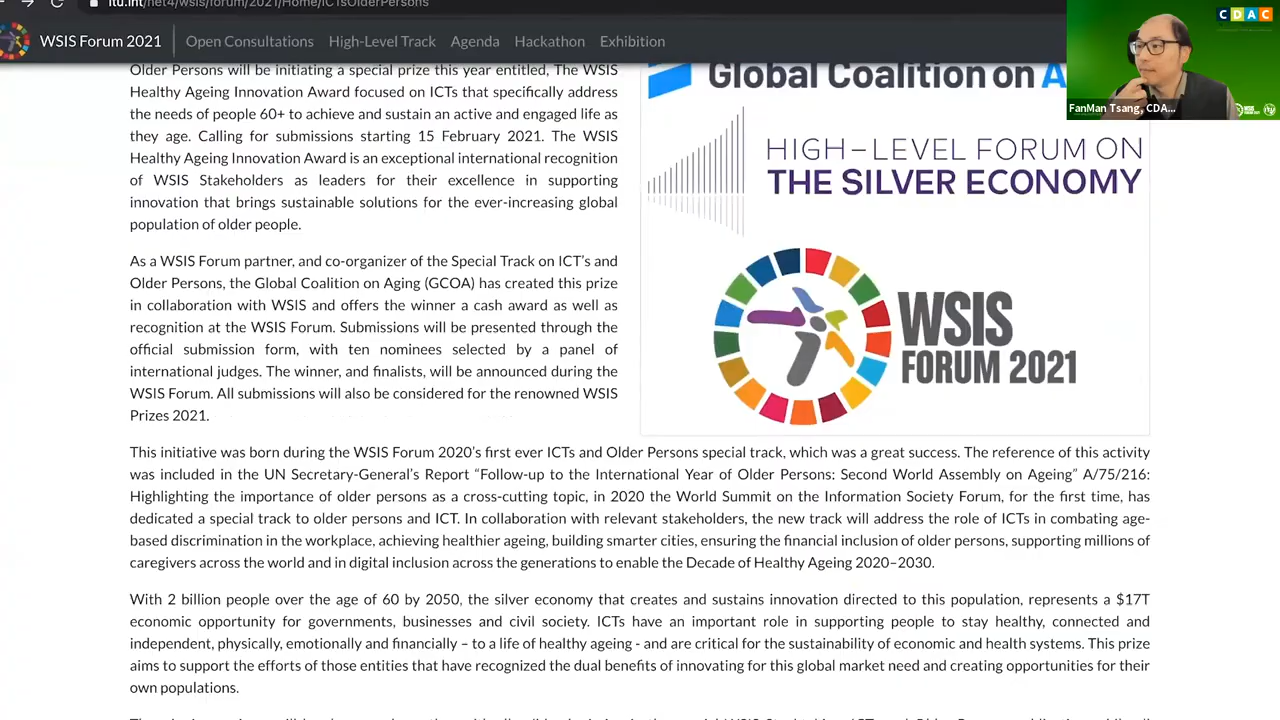 itu.int/net4/wsis/forum/2021/Home/ICTsOlderPersons
WSIS Forum 2021
Open Consultations
High-Level Track
Agenda
Hackathon
Exhibition
CDAC
FanMan Tsang, CDA...
Older Persons will be initiating a special prize this year entitled, The WSIS
Healthy Ageing Innovation Award focused on ICTs that specifically address
the needs of people 60+ to achieve and sustain an active and engaged life as
they age. Calling for submissions starting 15 February 2021. The WSIS
Healthy Ageing Innovation Award is an exceptional international recognition
of WSIS Stakeholders as leaders for their excellence in supporting
innovation that brings sustainable solutions for the ever-increasing global
population of older people.
As a WSIS Forum partner, and co-organizer of the Special Track on ICT's and
Older Persons, the Global Coalition on Aging (GCOA) has created this prize
in collaboration with WSIS and offers the winner a cash award as well as
recognition at the WSIS Forum. Submissions will be presented through the
official submission form, with ten nominees selected by a panel of
international judges. The winner, and finalists, will be announced during the
WSIS Forum. All submissions will also be considered for the renowned WSIS
Prizes 2021.
Global Coalition on A
HIGH–LEVEL FORUM ON
THE SILVER ECONOMY
WSIS
FORUM 2021
This initiative was born during the WSIS Forum 2020's first ever ICTs and Older Persons special track, which was a great success. The reference of this activity
was included in the UN Secretary-General's Report “Follow-up to the International Year of Older Persons: Second World Assembly on Ageing” A/75/216:
Highlighting the importance of older persons as a cross-cutting topic, in 2020 the World Summit on the Information Society Forum, for the first time, has
dedicated a special track to older persons and ICT. In collaboration with relevant stakeholders, the new track will address the role of ICTs in combating age-
based discrimination in the workplace, achieving healthier ageing, building smarter cities, ensuring the financial inclusion of older persons, supporting millions of
caregivers across the world and in digital inclusion across the generations to enable the Decade of Healthy Ageing 2020–2030.
With 2 billion people over the age of 60 by 2050, the silver economy that creates and sustains innovation directed to this population, represents a $17T
economic opportunity for governments, businesses and civil society. ICTs have an important role in supporting people to stay healthy, connected and
independent, physically, emotionally and financially – to a life of healthy ageing - and are critical for the sustainability of economic and health systems. This prize
aims to support the efforts of those entities that have recognized the dual benefits of innovating for this global market need and creating opportunities for their
own populations.